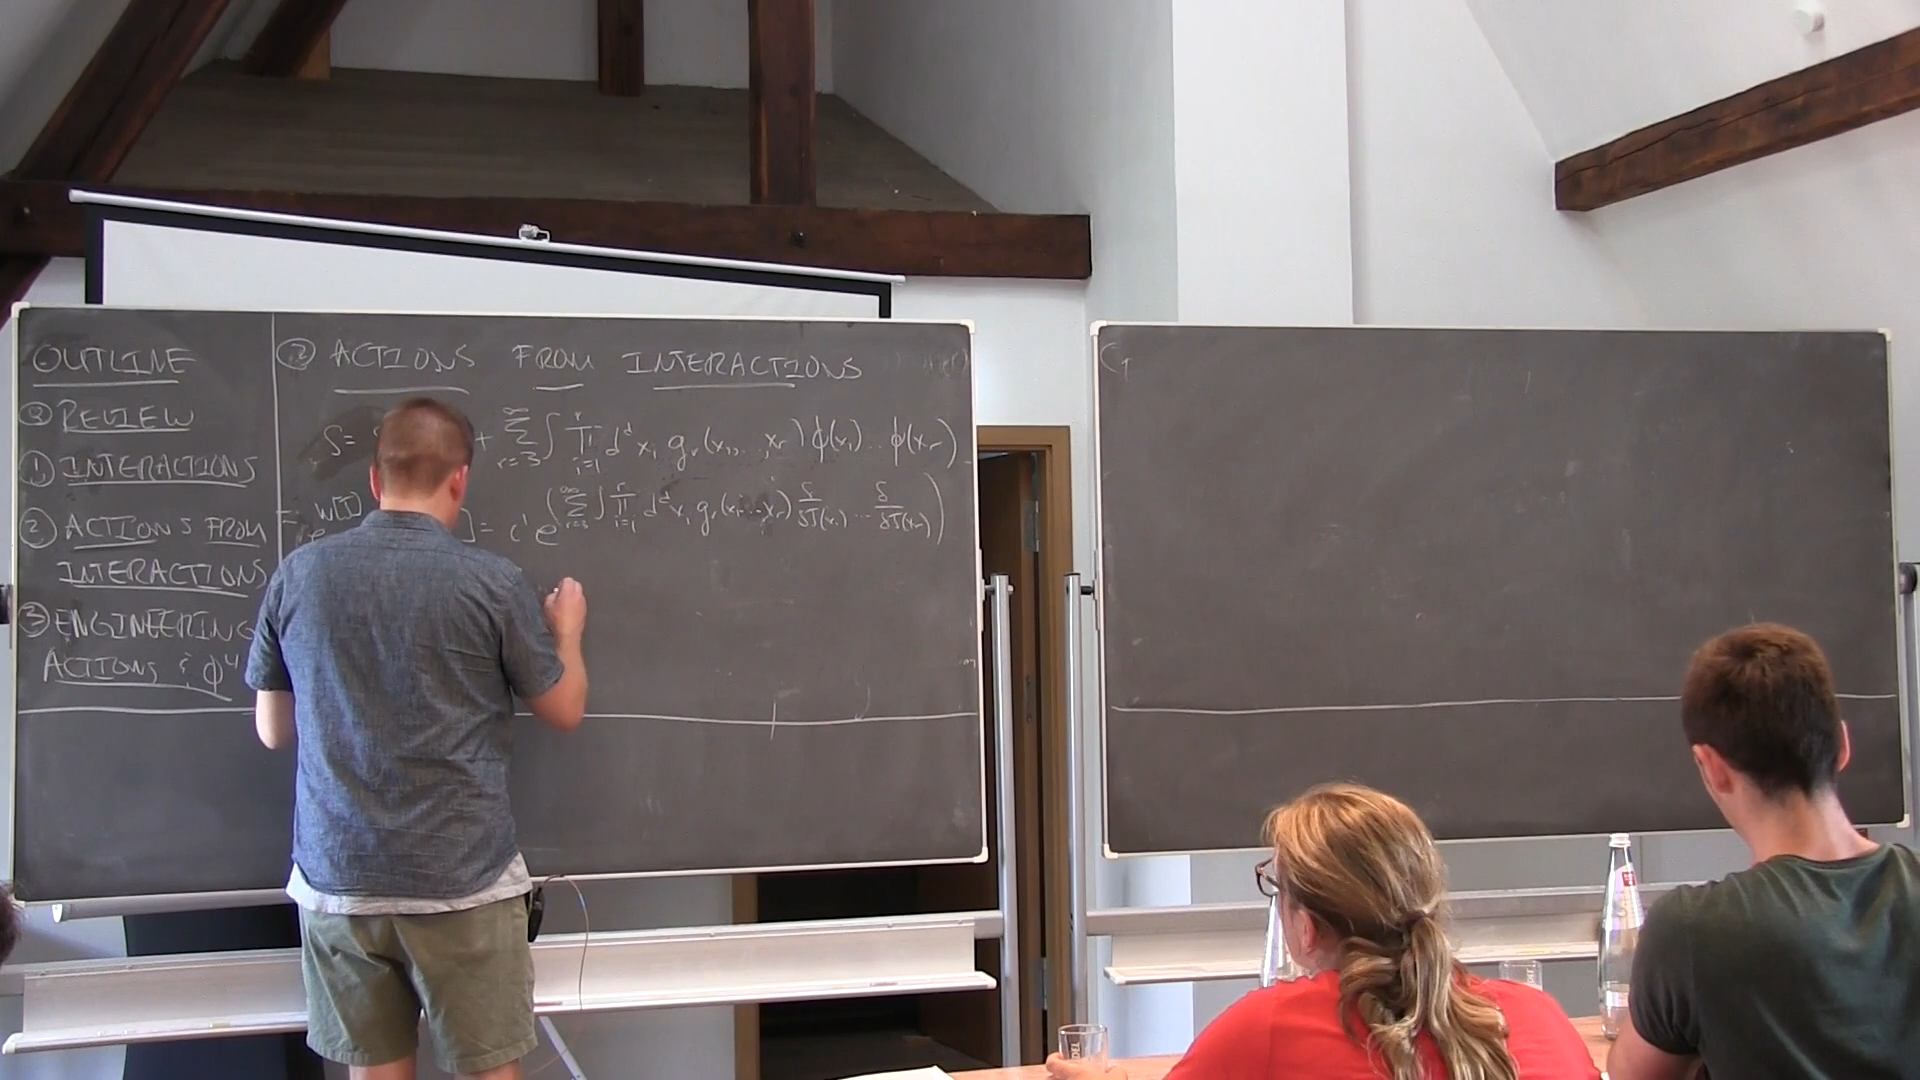 OUTLINE
⓪ REVIEW
① INTERACTIONS
② ACTIONS FROM
INTERACTIONS
③ ENGINEERING
ACTIONS & φ⁴
② ACTIONS FROM INTERACTIONS
S = + ∑_{r=3}^{∞} ∫ ∏_{i=1}^{r} d^d x_i g_r(x_1, ..., x_r) φ(x_1) ... φ(x_r)
e^{W[J]} ] = c' e^{(∑_{r=3}^{∞} ∫ ∏_{i=1}^{r} d^d x_i g_r(x_1, ..., x_r) δ/δJ(x_1) ... δ/δJ(x_r))}